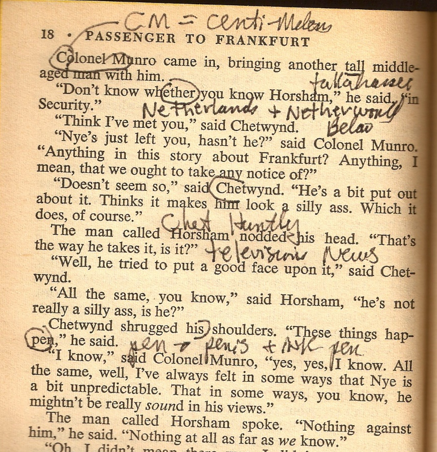 CM = centi-Meters
18 · PASSENGER TO FRANKFURT
Colonel Munro came in, bringing another tall middle-
aged man with him.
tallahassee
"Don't know whether you know Horsham," he said, "in
Security."
Netherlands + Netherworld
"Think I've met you," said Chetwynd.
Below
"Nye's just left you, hasn't he?" said Colonel Munro.
"Anything in this story about Frankfurt? Anything, I
mean, that we ought to take any notice of?"
"Doesn't seem so," said Chetwynd. "He's a bit put out
about it. Thinks it makes him look a silly ass. Which it
does, of course."
Chet Huntly
The man called Horsham nodded his head. "That's
the way he takes it, is it?"
television News
"Well, he tried to put a good face upon it," said Chet-
wynd.
"All the same, you know," said Horsham, "he's not
really a silly ass, is he?"
Chetwynd shrugged his shoulders. "These things hap-
pen," he said.
pen → penis + ink pen
"I know," said Colonel Munro, "yes, yes, I know. All
the same, well, I've always felt in some ways that Nye is
a bit unpredictable. That in some ways, you know, he
mightn't be really sound in his views."
The man called Horsham spoke. "Nothing against
him," he said. "Nothing at all as far as we know."
"Oh, I didn't mean there